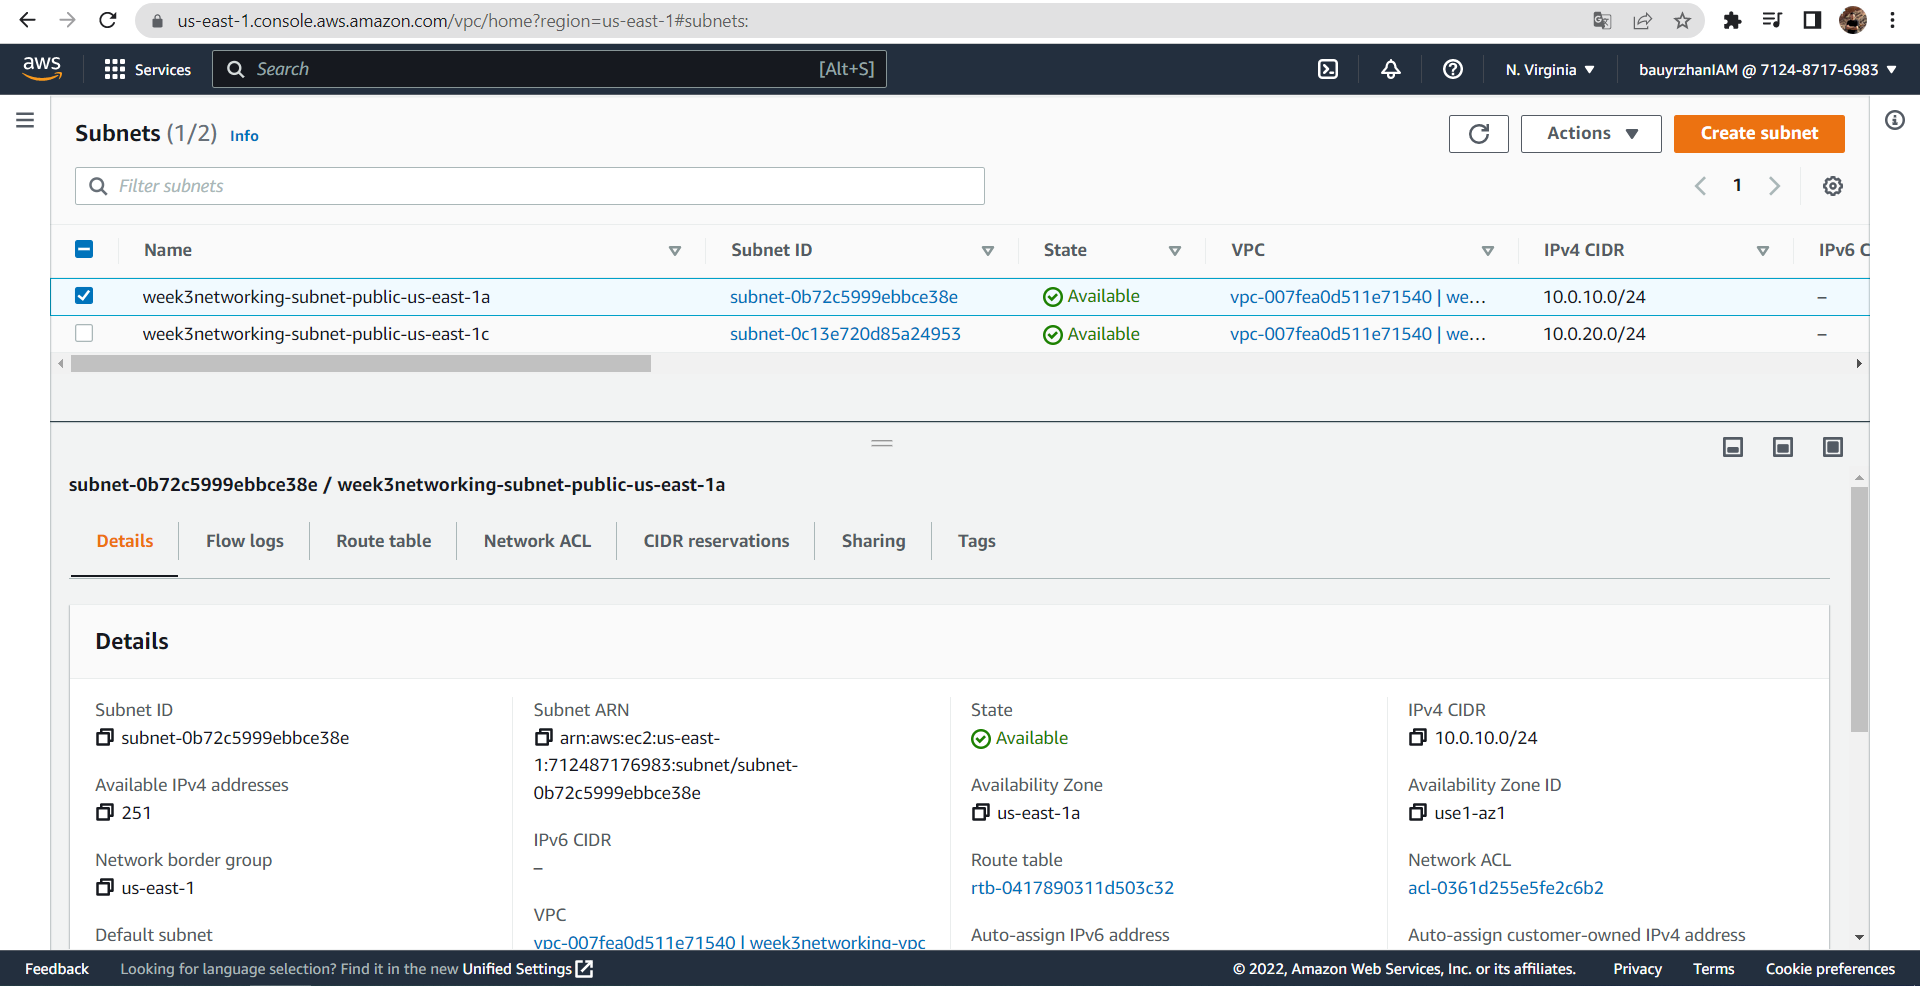 us-east-1.console.aws.amazon.com/vpc/home?region=us-east-1#subnets:
aws Services Search [Alt+S] N. Virginia bauyrzhanIAM @ 7124-8717-6983
Subnets (1/2) Info Actions Create subnet
Filter subnets 1
Name Subnet ID State VPC IPv4 CIDR IPv6 C
week3networking-subnet-public-us-east-1a subnet-0b72c5999ebbce38e Available vpc-007fea0d511e71540 | we... 10.0.10.0/24 –
week3networking-subnet-public-us-east-1c subnet-0c13e720d85a24953 Available vpc-007fea0d511e71540 | we... 10.0.20.0/24 –
subnet-0b72c5999ebbce38e / week3networking-subnet-public-us-east-1a
Details Flow logs Route table Network ACL CIDR reservations Sharing Tags
Details
Subnet ID
subnet-0b72c5999ebbce38e
Available IPv4 addresses
251
Network border group
us-east-1
Default subnet
Subnet ARN
arn:aws:ec2:us-east-
1:712487176983:subnet/subnet-
0b72c5999ebbce38e
IPv6 CIDR
–
VPC
vpc-007fea0d511e71540 | week3networking-vpc
State
Available
Availability Zone
us-east-1a
Route table
rtb-0417890311d503c32
Auto-assign IPv6 address
IPv4 CIDR
10.0.10.0/24
Availability Zone ID
use1-az1
Network ACL
acl-0361d255e5fe2c6b2
Auto-assign customer-owned IPv4 address
Feedback Looking for language selection? Find it in the new Unified Settings © 2022, Amazon Web Services, Inc. or its affiliates. Privacy Terms Cookie preferences